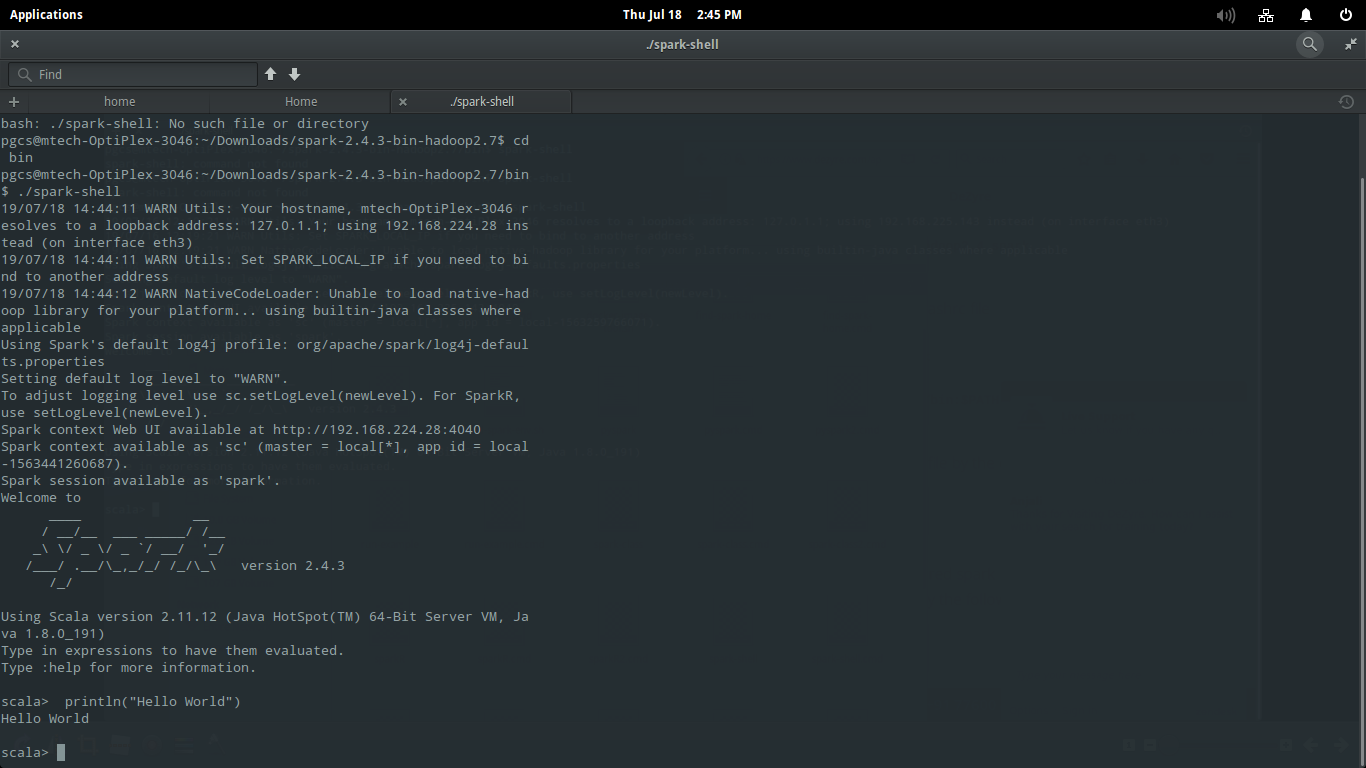 Applications
Thu Jul 18 2:45 PM
./spark-shell
Find
home
Home
./spark-shell
bash: ./spark-shell: No such file or directory
pgcs@mtech-OptiPlex-3046:~/Downloads/spark-2.4.3-bin-hadoop2.7$ cd
 bin
pgcs@mtech-OptiPlex-3046:~/Downloads/spark-2.4.3-bin-hadoop2.7/bin
$ ./spark-shell
19/07/18 14:44:11 WARN Utils: Your hostname, mtech-OptiPlex-3046 r
esolves to a loopback address: 127.0.1.1; using 192.168.224.28 ins
tead (on interface eth3)
19/07/18 14:44:11 WARN Utils: Set SPARK_LOCAL_IP if you need to bi
nd to another address
19/07/18 14:44:12 WARN NativeCodeLoader: Unable to load native-had
oop library for your platform... using builtin-java classes where
applicable
Using Spark's default log4j profile: org/apache/spark/log4j-defaul
ts.properties
Setting default log level to "WARN".
To adjust logging level use sc.setLogLevel(newLevel). For SparkR,
use setLogLevel(newLevel).
Spark context Web UI available at http://192.168.224.28:4040
Spark context available as 'sc' (master = local[*], app id = local
-1563441260687).
Spark session available as 'spark'.
Welcome to
      ____              __
     / __/__  ___ _____/ /__
    _\ \/ _ \/ _ `/ __/  '_/
   /___/ .__/\_,_/_/ /_/\_\   version 2.4.3
      /_/
Using Scala version 2.11.12 (Java HotSpot(TM) 64-Bit Server VM, Ja
va 1.8.0_191)
Type in expressions to have them evaluated.
Type :help for more information.
scala>  println("Hello World")
Hello World
scala>